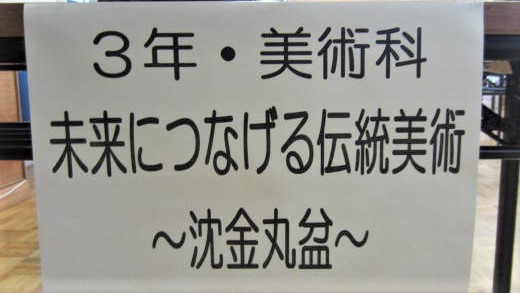 ３年・美術科
未来につなげる伝統美術
～沈金丸盆～